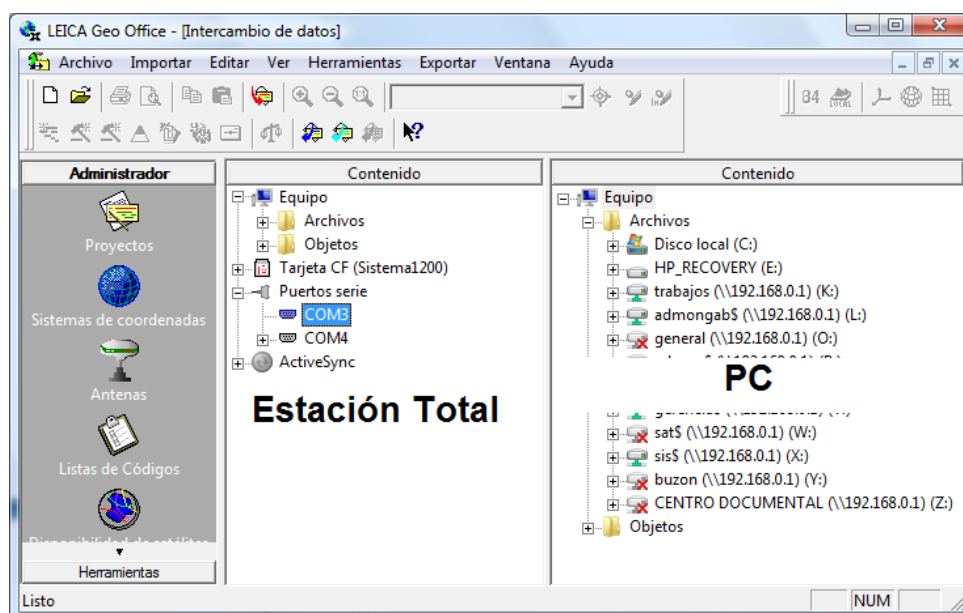 LEICA Geo Office - [Intercambio de datos]
Archivo Importar Editar Ver Herramientas Exportar Ventana Ayuda
84 LOCAL
Administrador
Proyectos
Sistemas de coordenadas
Antenas
Listas de Códigos
Herramientas
Contenido
Equipo
Archivos
Objetos
Tarjeta CF (Sistema1200)
Puertos serie
COM3
COM4
ActiveSync
Estación Total
Contenido
Equipo
Archivos
Disco local (C:)
HP_RECOVERY (E:)
trabajos (\\192.168.0.1) (K:)
admongab$ (\\192.168.0.1) (L:)
general (\\192.168.0.1) (O:)
PC
sat$ (\\192.168.0.1) (W:)
sis$ (\\192.168.0.1) (X:)
buzon (\\192.168.0.1) (Y:)
CENTRO DOCUMENTAL (\\192.168.0.1) (Z:)
Objetos
Listo
NUM